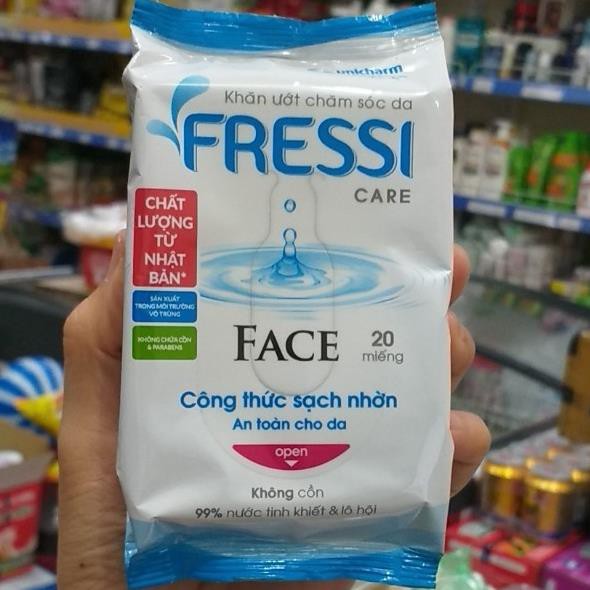 unicharm
Khăn ướt chăm sóc da
FRESSI
CARE
CHẤT
LƯỢNG
TỪ
NHẬT
BẢN*
SẢN XUẤT
TRONG MÔI TRƯỜNG
VÔ TRÙNG
KHÔNG CHỨA CỒN
& PARABENS
FACE
20
miếng
Công thức sạch nhờn
An toàn cho da
open
Không cồn
99% nước tinh khiết & lô hội